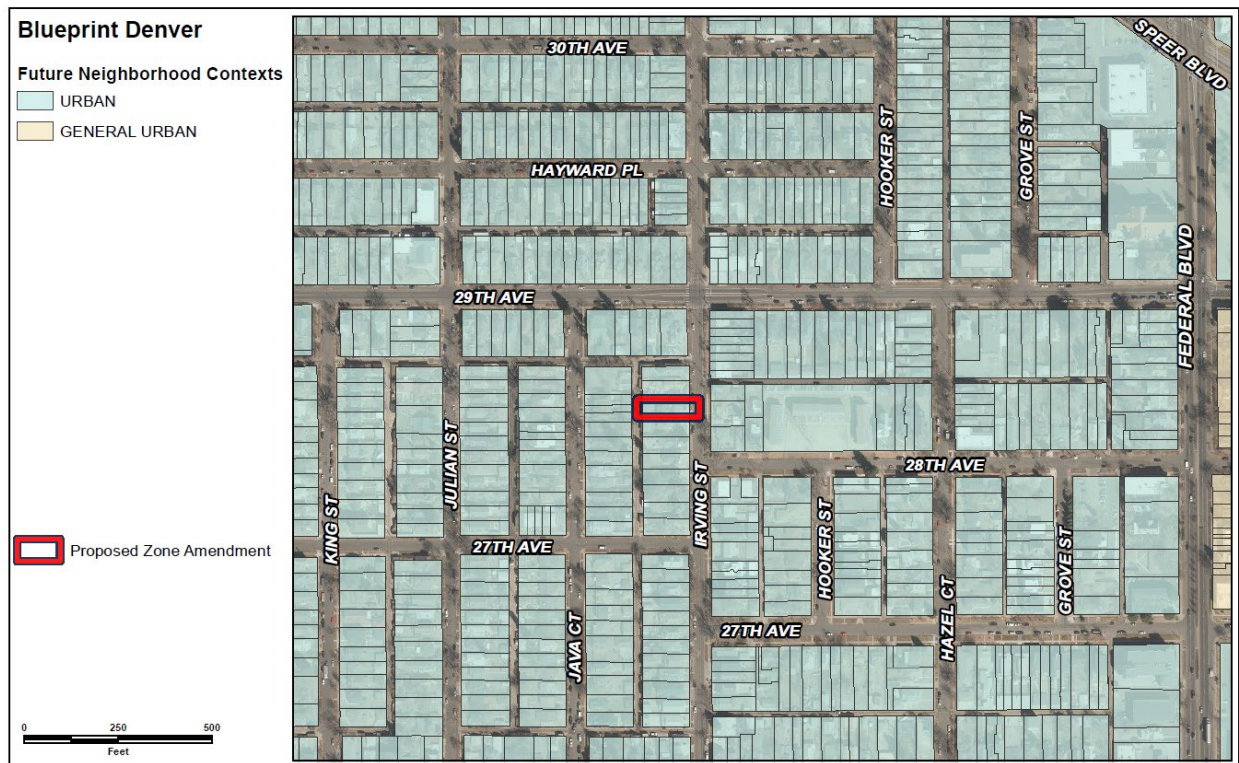 Blueprint Denver
Future Neighborhood Contexts
URBAN
GENERAL URBAN
Proposed Zone Amendment
0 250 500
Feet
30TH AVE
SPEER BLVD
HAYWARD PL
HOOKER ST
GROVE ST
29TH AVE
FEDERAL BLVD
JULIAN ST
KING ST
IRVING ST
28TH AVE
27TH AVE
HOOKER ST
GROVE ST
JAVA CT
HAZEL CT
27TH AVE